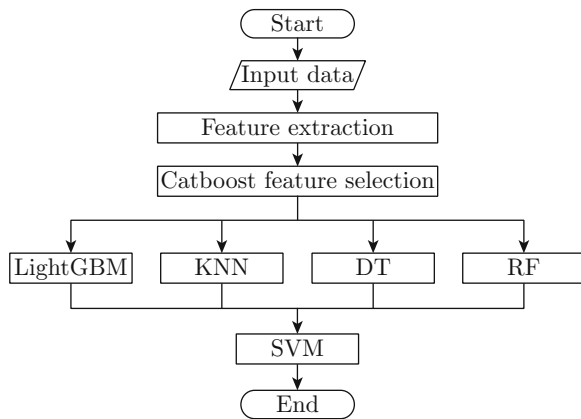 Start
Input data
Feature extraction
Catboost feature selection
LightGBM
KNN
DT
RF
SVM
End